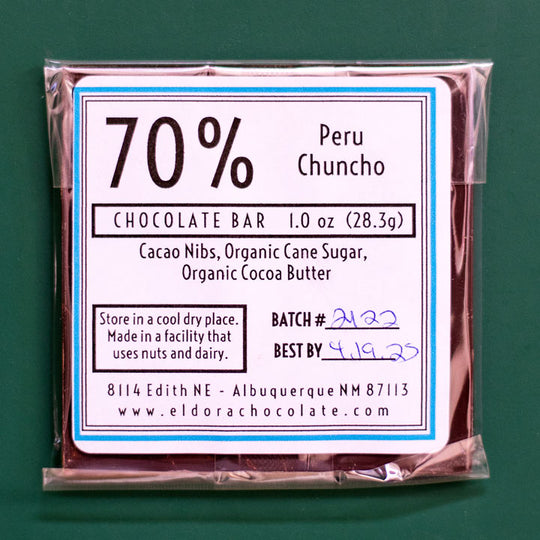 70%
Peru
Chuncho
CHOCOLATE BAR 1.0 oz (28.3g)
Cacao Nibs, Organic Cane Sugar,
Organic Cocoa Butter
Store in a cool dry place.
Made in a facility that
uses nuts and dairy.
BATCH # 2122
BEST BY 4.19.25
8114 Edith NE - Albuquerque NM 87113
www.eldorachocolate.com